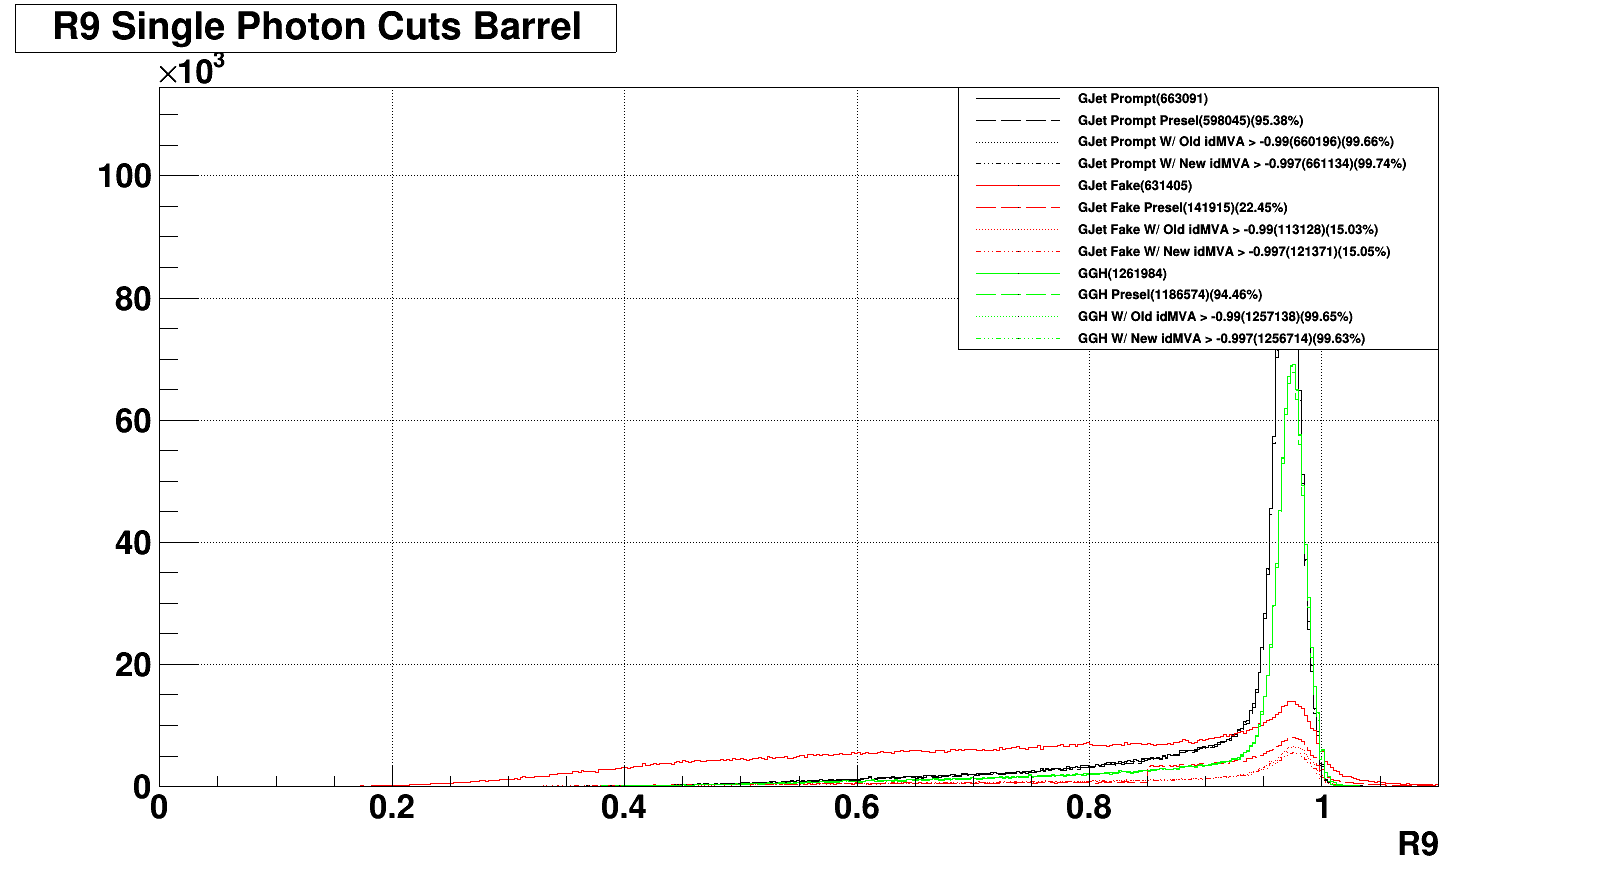 R9 Single Photon Cuts Barrel
×10³
GJet Prompt(663091)
GJet Prompt Presel(598045)(95.38%)
GJet Prompt W/ Old idMVA > -0.99(660196)(99.66%)
GJet Prompt W/ New idMVA > -0.997(661134)(99.74%)
GJet Fake(631405)
GJet Fake Presel(141915)(22.45%)
GJet Fake W/ Old idMVA > -0.99(113128)(15.03%)
GJet Fake W/ New idMVA > -0.997(121371)(15.05%)
GGH(1261984)
GGH Presel(1186574)(94.46%)
GGH W/ Old idMVA > -0.99(1257138)(99.65%)
GGH W/ New idMVA > -0.997(1256714)(99.63%)
100
80
60
40
20
0
0 0.2 0.4 0.6 0.8 1
R9